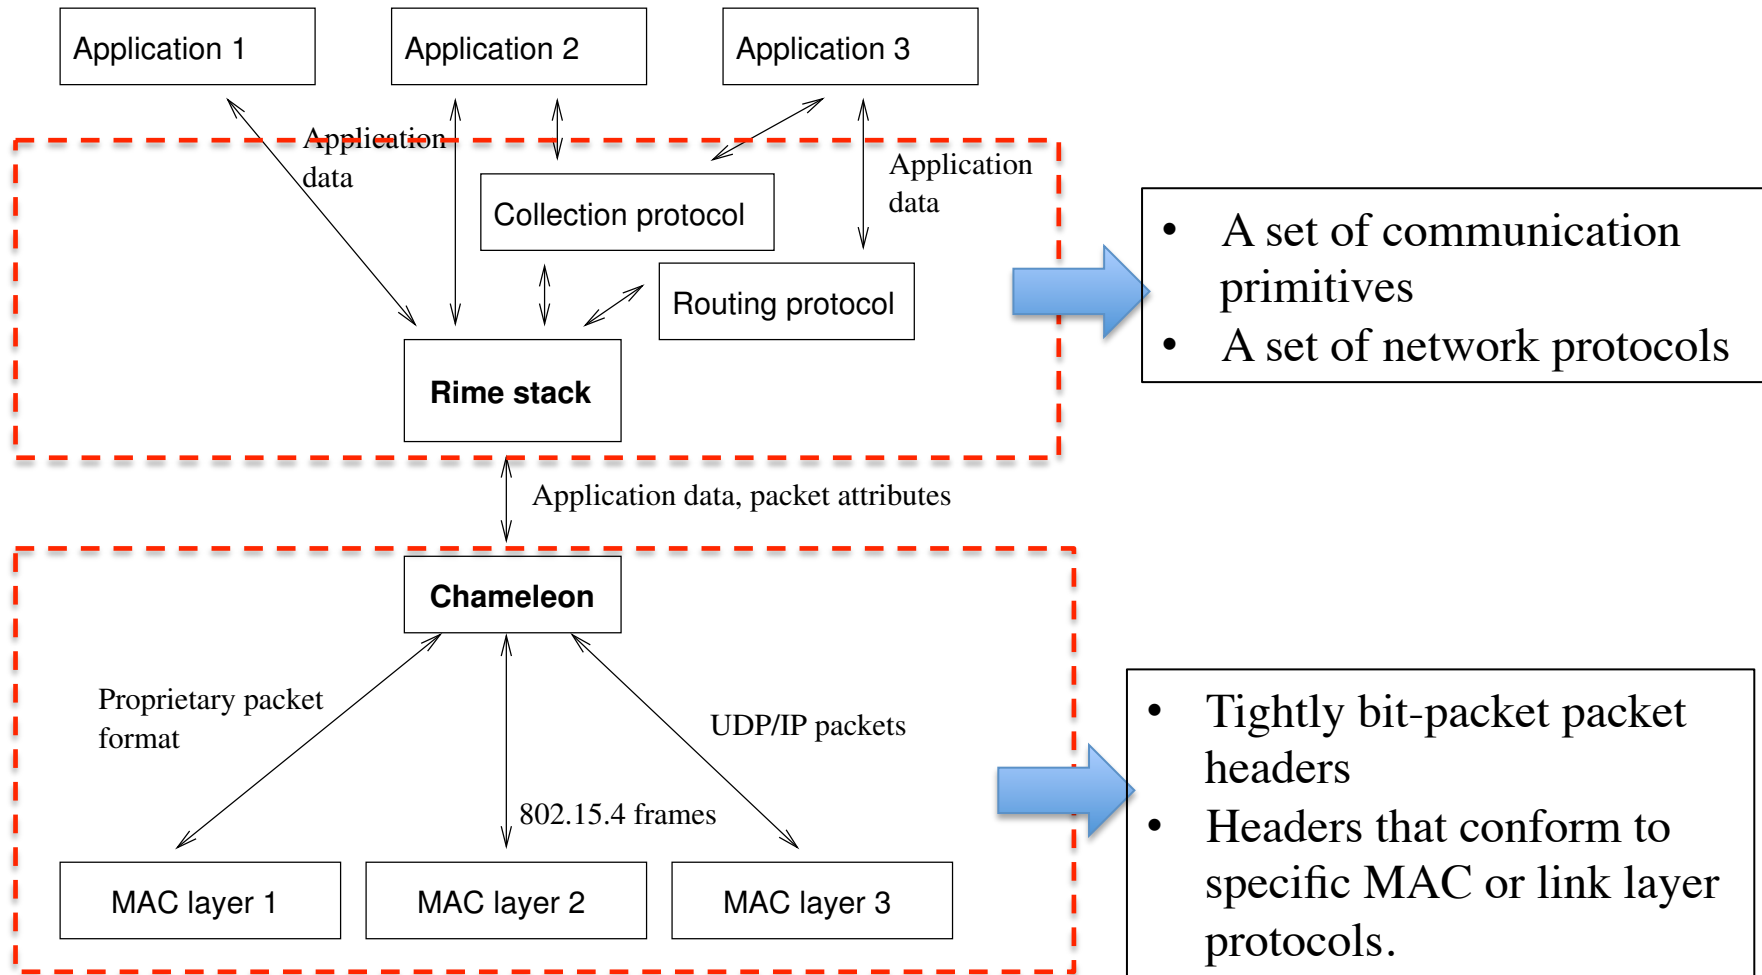 Application 1
Application 2
Application 3
Application
data
Application
data
Collection protocol
Routing protocol
Rime stack
• A set of communication
primitives
• A set of network protocols
Application data, packet attributes
Chameleon
Proprietary packet
format
UDP/IP packets
802.15.4 frames
MAC layer 1
MAC layer 2
MAC layer 3
• Tightly bit-packet packet
headers
• Headers that conform to
specific MAC or link layer
protocols.